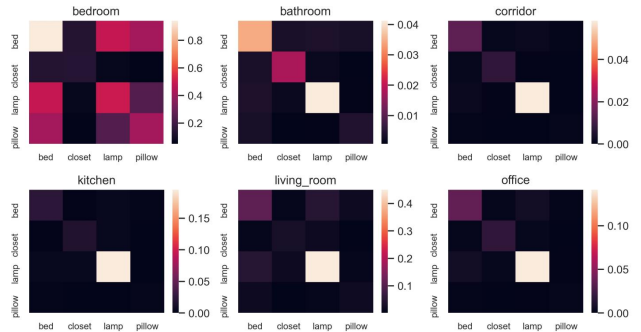 bedroom
bathroom
corridor
bed
closet
lamp
pillow
0.8
0.6
0.4
0.2
bed closet lamp pillow
bed
closet
lamp
pillow
0.04
0.03
0.02
0.01
bed closet lamp pillow
bed
closet
lamp
pillow
0.04
0.02
0.00
bed closet lamp pillow
kitchen
living_room
office
bed
closet
lamp
pillow
0.15
0.10
0.05
0.00
bed closet lamp pillow
bed
closet
lamp
pillow
0.4
0.3
0.2
0.1
bed closet lamp pillow
bed
closet
lamp
pillow
0.10
0.05
0.00
bed closet lamp pillow